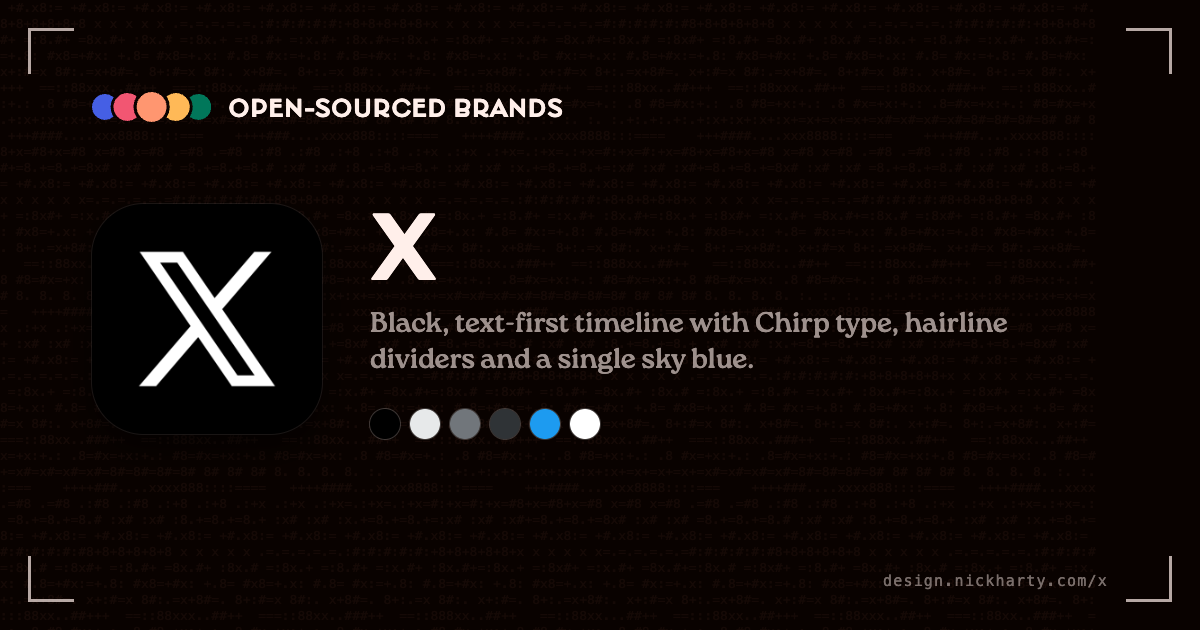 OPEN-SOURCED BRANDS
X
Black, text-first timeline with Chirp type, hairline
dividers and a single sky blue.
design.nickharty.com/x